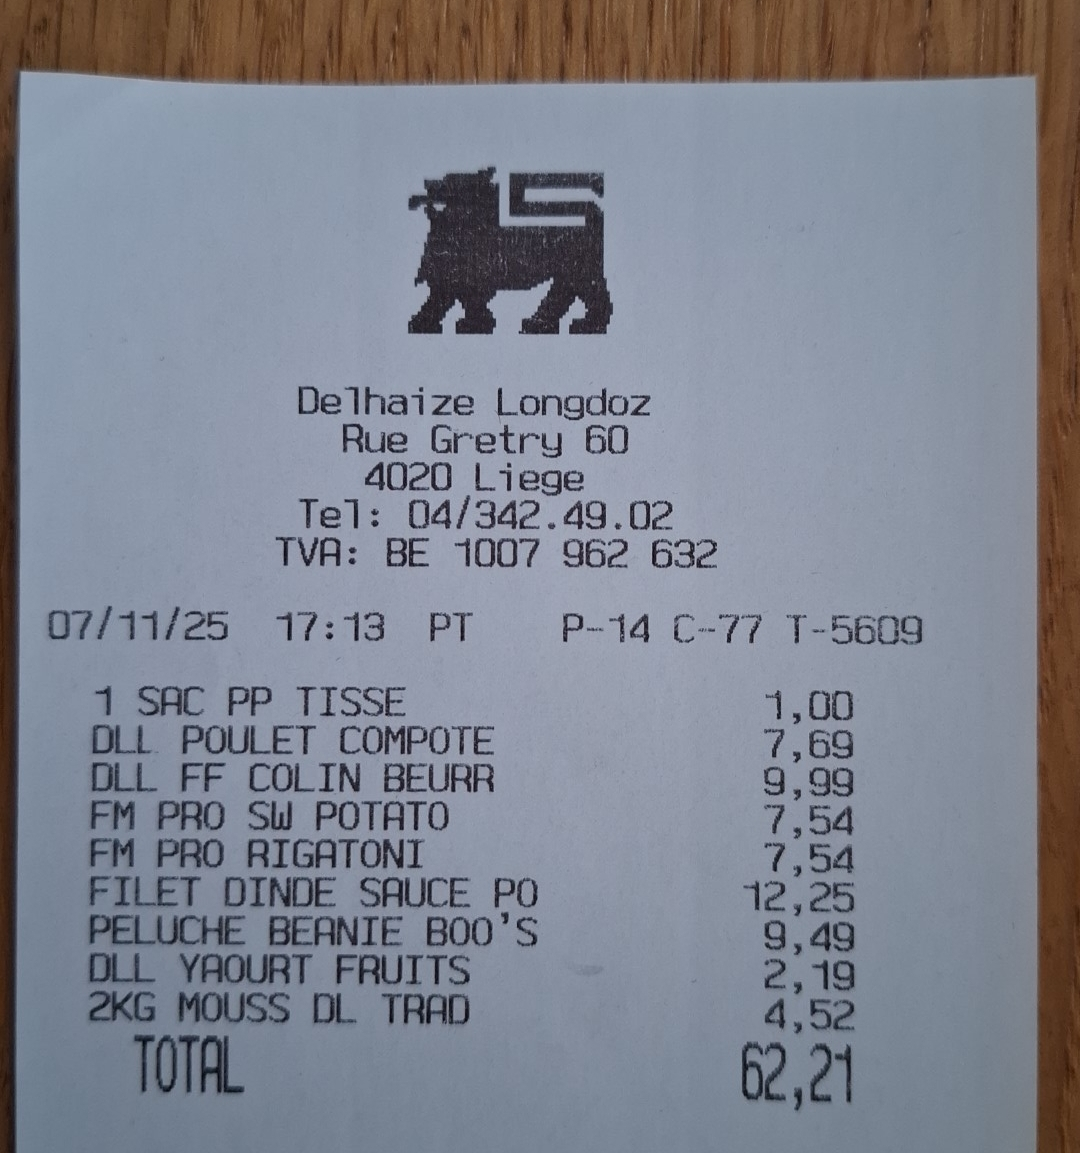 Delhaize Longdoz
Rue Gretry 60
4020 Liege
Tel: 04/342.49.02
TVA: BE 1007 962 632
07/11/25 17:13 PT P-14 C-77 T-5609
1 SAC PP TISSE 1,00
DLL POULET COMPOTE 7,69
DLL FF COLIN BEURR 9,99
FM PRO SW POTATO 7,54
FM PRO RIGATONI 7,54
FILET DINDE SAUCE PO 12,25
PELUCHE BEANIE BOO'S 9,49
DLL YAOURT FRUITS 2,19
2KG MOUSS DL TRAD 4,52
TOTAL 62,21